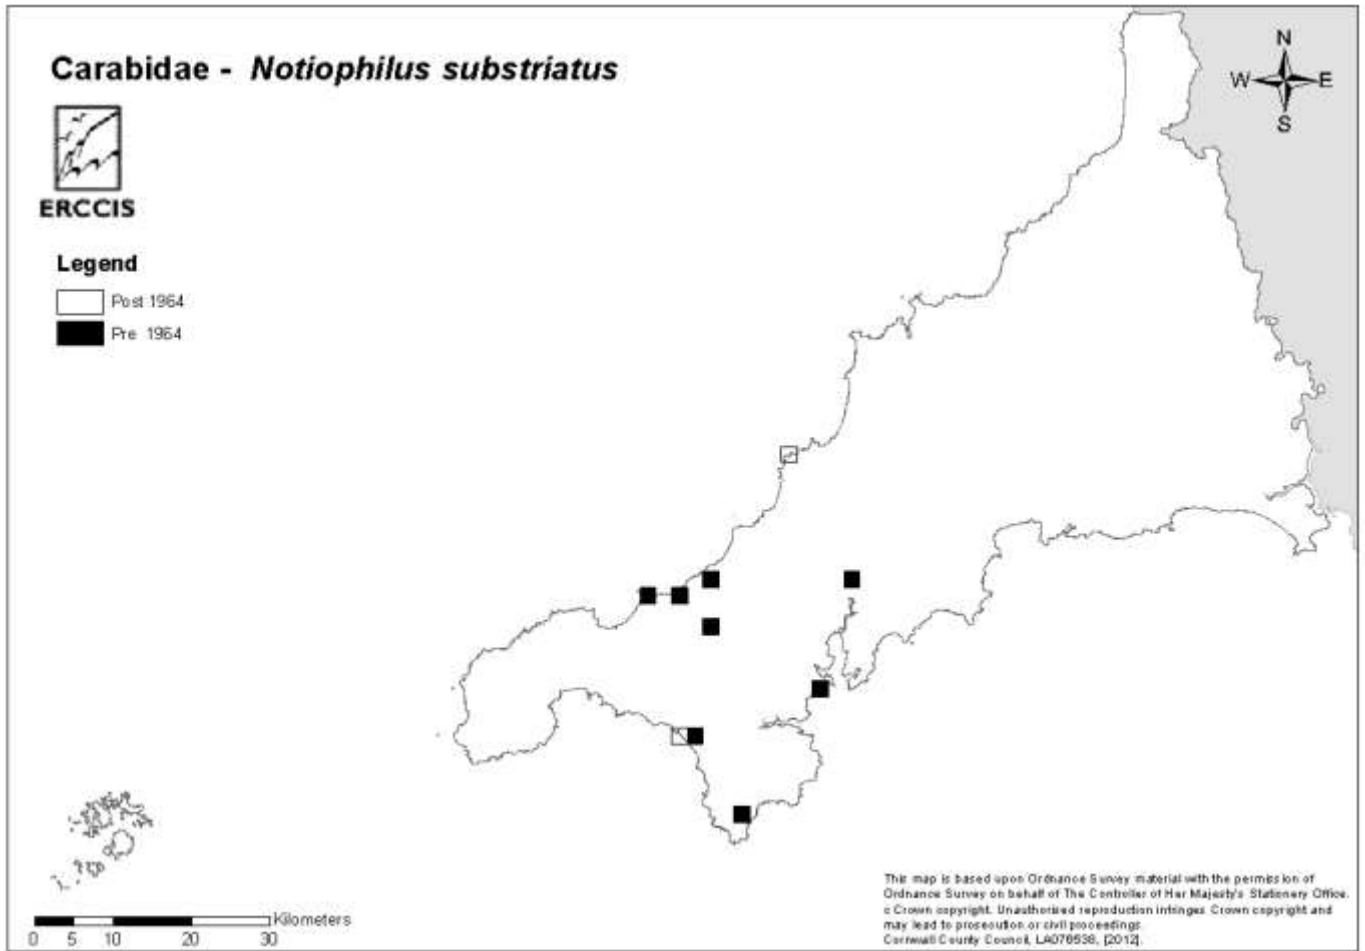 Carabidae - Notiophilus substriatus
N
W E
S
ERCCIS
Legend
Post 1964
Pre 1964
Kilometers
0 5 10 20 30
This map is based upon Ordnance Survey material with the permission of
Ordnance Survey on behalf of The Controller of Her Majesty's Stationery Office.
c Crown copyright. Unauthorised reproduction infringes Crown copyright and
may lead to prosecution or civil proceedings.
Cornwall County Council, LA076538, [2012].